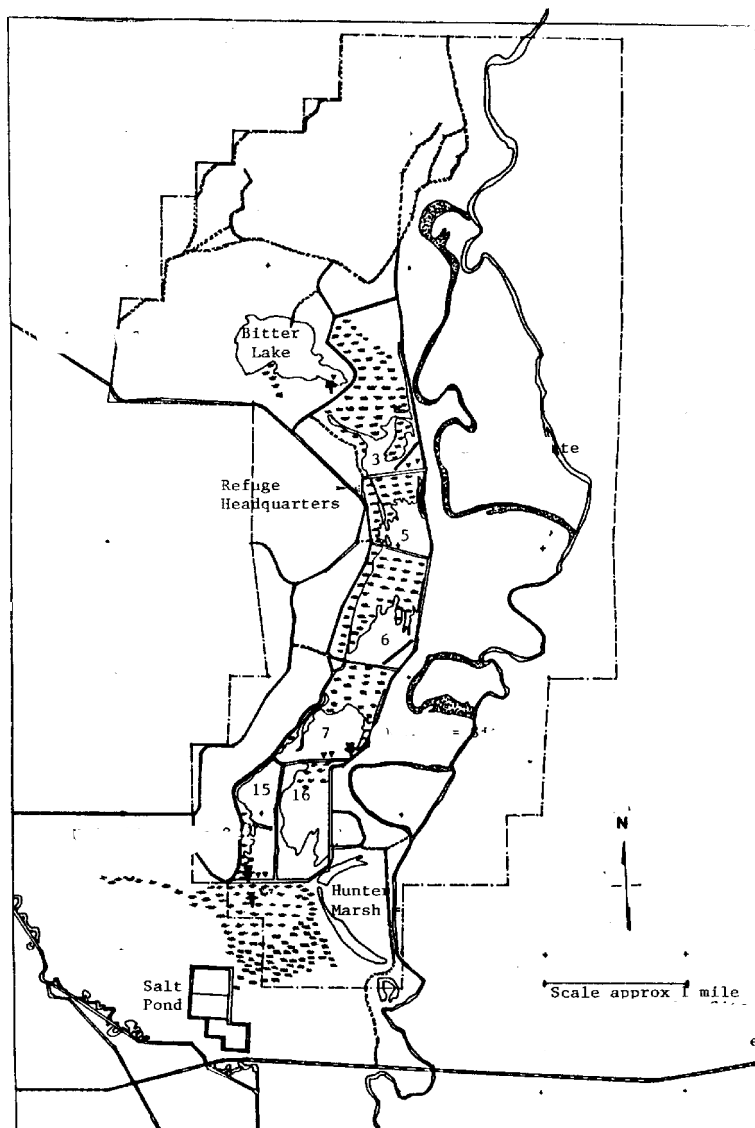 Bitter
Lake
3
Refuge
Headquarters
5
6
7
15
16
N
Hunter
Marsh
Salt
Pond
Scale approx 1 mile